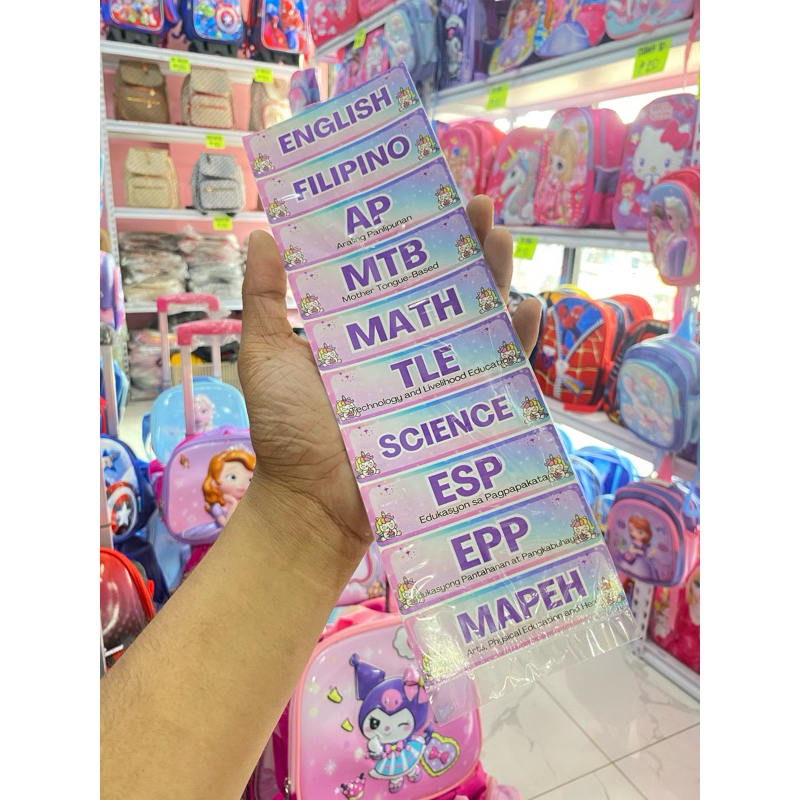 ENGLISH
FILIPINO
AP
Araling Panlipunan
MTB
Mother Tongue-Based
MATH
TLE
Technology and Livelihood Education
SCIENCE
ESP
Edukasyon sa Pagpapakatao
EPP
Edukasyong Pantahanan at Pangkabuhayan
MAPEH
Arts, Physical Education and